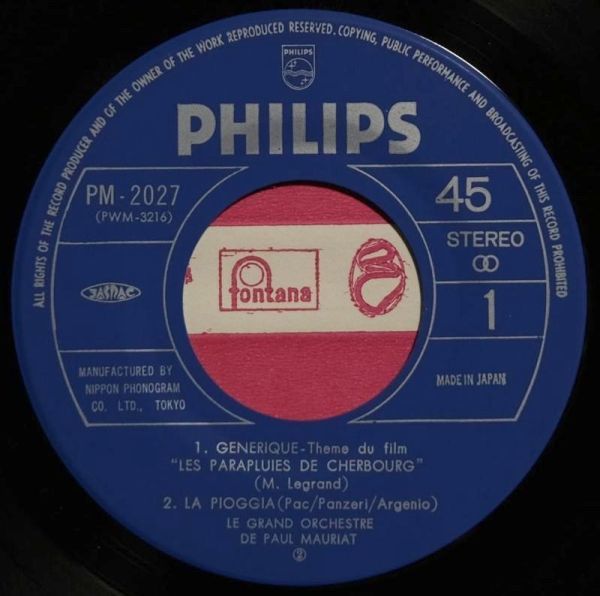 ALL RIGHTS OF THE RECORD PRODUCER AND OF THE OWNER OF THE WORK REPRODUCED RESERVED. COPYING, PUBLIC PERFORMANCE AND BROADCASTING OF THIS RECORD PROHIBITED
PHILIPS
PHILIPS
PM-2027
(PWM-3216)
45
STEREO
1
JASRAC
fontana
MANUFACTURED BY
NIPPON PHONOGRAM
CO. LTD., TOKYO
MADE IN JAPAN
1. GENERIQUE-Theme du film
"LES PARAPLUIES DE CHERBOURG"
(M. Legrand)
2. LA PIOGGIA (Pac/Panzeri/Argenio)
LE GRAND ORCHESTRE
DE PAUL MAURIAT
②